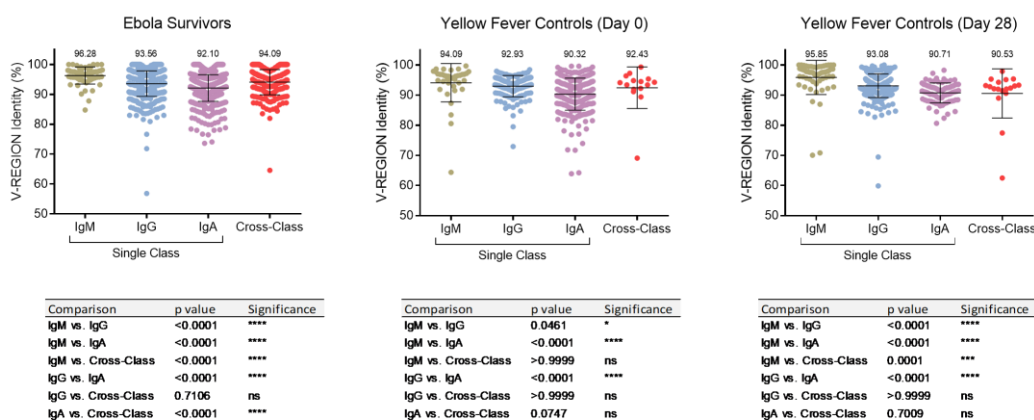 Ebola Survivors
96.28 93.56 92.10 94.09
V-REGION Identity (%)
100
90
80
70
60
50
IgM IgG IgA Cross-Class
Single Class
Comparison p value Significance
IgM vs. IgG <0.0001 ****
IgM vs. IgA <0.0001 ****
IgM vs. Cross-Class <0.0001 ****
IgG vs. IgA <0.0001 ****
IgG vs. Cross-Class 0.7106 ns
IgA vs. Cross-Class <0.0001 ****
Yellow Fever Controls (Day 0)
94.09 92.93 90.32 92.43
V-REGION Identity (%)
100
90
80
70
60
50
IgM IgG IgA Cross-Class
Single Class
Comparison p value Significance
IgM vs. IgG 0.0461 *
IgM vs. IgA <0.0001 ****
IgM vs. Cross-Class >0.9999 ns
IgG vs. IgA <0.0001 ****
IgG vs. Cross-Class >0.9999 ns
IgA vs. Cross-Class 0.0747 ns
Yellow Fever Controls (Day 28)
95.85 93.08 90.71 90.53
V-REGION Identity (%)
100
90
80
70
60
50
IgM IgG IgA Cross-Class
Single Class
Comparison p value Significance
IgM vs. IgG <0.0001 ****
IgM vs. IgA <0.0001 ****
IgM vs. Cross-Class 0.0001 ***
IgG vs. IgA <0.0001 ****
IgG vs. Cross-Class >0.9999 ns
IgA vs. Cross-Class 0.7009 ns